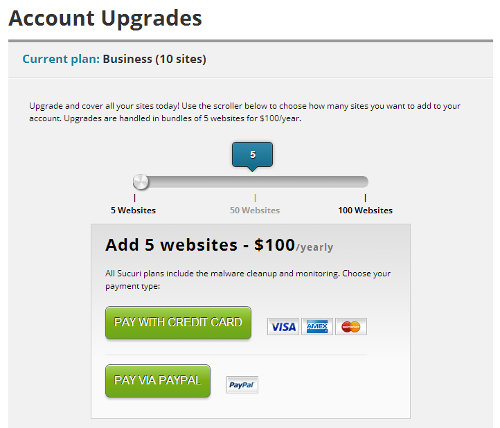 Account Upgrades
Current plan: Business (10 sites)
Upgrade and cover all your sites today! Use the scroller below to choose how many sites you want to add to your
account. Upgrades are handled in bundles of 5 websites for $100/year.
5
5 Websites
50 Websites
100 Websites
Add 5 websites - $100/yearly
All Sucuri plans include the malware cleanup and monitoring. Choose your
payment type:
PAY WITH CREDIT CARD
VISA
AMEX
MasterCard
PAY VIA PAYPAL
PayPal